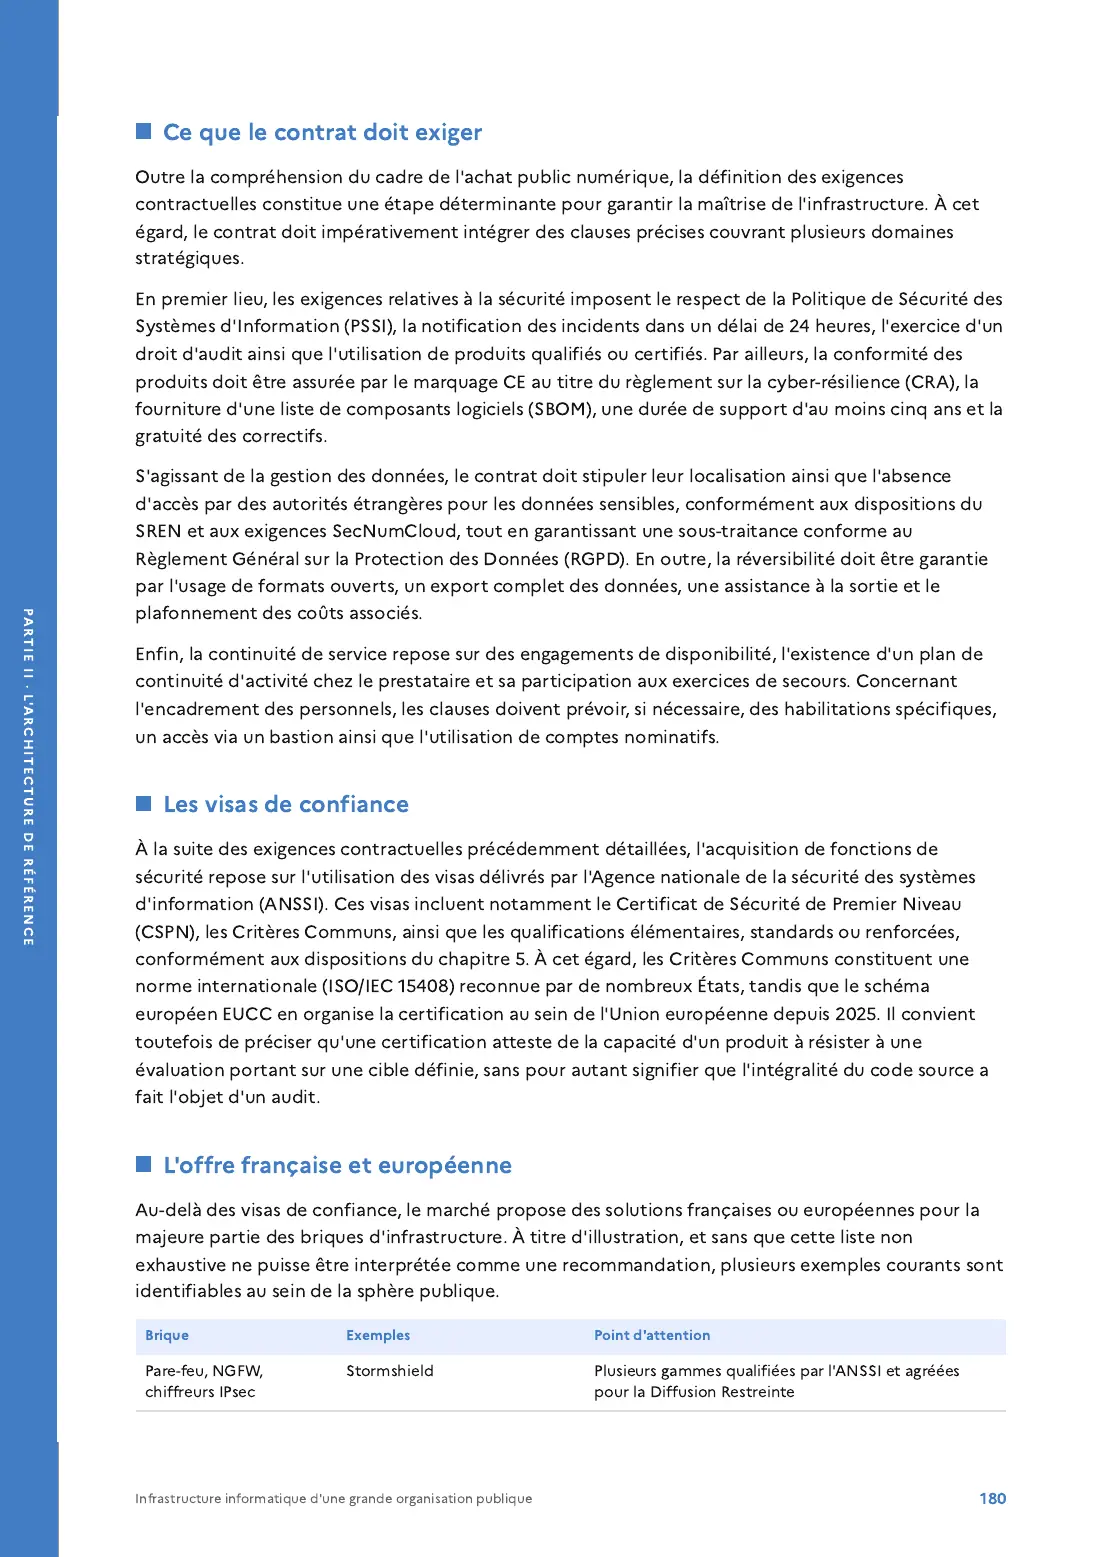 Ce que le contrat doit exiger
Outre la compréhension du cadre de l'achat public numérique, la définition des exigences
contractuelles constitue une étape déterminante pour garantir la maîtrise de l'infrastructure. À cet
égard, le contrat doit impérativement intégrer des clauses précises couvrant plusieurs domaines
stratégiques.
En premier lieu, les exigences relatives à la sécurité imposent le respect de la Politique de Sécurité des
Systèmes d'Information (PSSI), la notification des incidents dans un délai de 24 heures, l'exercice d'un
droit d'audit ainsi que l'utilisation de produits qualifiés ou certifiés. Par ailleurs, la conformité des
produits doit être assurée par le marquage CE au titre du règlement sur la cyber-résilience (CRA), la
fourniture d'une liste de composants logiciels (SBOM), une durée de support d'au moins cinq ans et la
gratuité des correctifs.
S'agissant de la gestion des données, le contrat doit stipuler leur localisation ainsi que l'absence
d'accès par des autorités étrangères pour les données sensibles, conformément aux dispositions du
SREN et aux exigences SecNumCloud, tout en garantissant une sous-traitance conforme au
Règlement Général sur la Protection des Données (RGPD). En outre, la réversibilité doit être garantie
par l'usage de formats ouverts, un export complet des données, une assistance à la sortie et le
plafonnement des coûts associés.
Enfin, la continuité de service repose sur des engagements de disponibilité, l'existence d'un plan de
continuité d'activité chez le prestataire et sa participation aux exercices de secours. Concernant
l'encadrement des personnels, les clauses doivent prévoir, si nécessaire, des habilitations spécifiques,
un accès via un bastion ainsi que l'utilisation de comptes nominatifs.
Les visas de confiance
À la suite des exigences contractuelles précédemment détaillées, l'acquisition de fonctions de
sécurité repose sur l'utilisation des visas délivrés par l'Agence nationale de la sécurité des systèmes
d'information (ANSSI). Ces visas incluent notamment le Certificat de Sécurité de Premier Niveau
(CSPN), les Critères Communs, ainsi que les qualifications élémentaires, standards ou renforcées,
conformément aux dispositions du chapitre 5. À cet égard, les Critères Communs constituent une
norme internationale (ISO/IEC 15408) reconnue par de nombreux États, tandis que le schéma
européen EUCC en organise la certification au sein de l'Union européenne depuis 2025. Il convient
toutefois de préciser qu'une certification atteste de la capacité d'un produit à résister à une
évaluation portant sur une cible définie, sans pour autant signifier que l'intégralité du code source a
fait l'objet d'un audit.
L'offre française et européenne
Au-delà des visas de confiance, le marché propose des solutions françaises ou européennes pour la
majeure partie des briques d'infrastructure. À titre d'illustration, et sans que cette liste non
exhaustive ne puisse être interprétée comme une recommandation, plusieurs exemples courants sont
identifiables au sein de la sphère publique.
Brique Exemples Point d'attention
Pare-feu, NGFW, Stormshield Plusieurs gammes qualifiées par l'ANSSI et agréées
chiffreurs IPsec pour la Diffusion Restreinte
Infrastructure informatique d'une grande organisation publique 180
PARTIE II · L'ARCHITECTURE DE RÉFÉRENCE